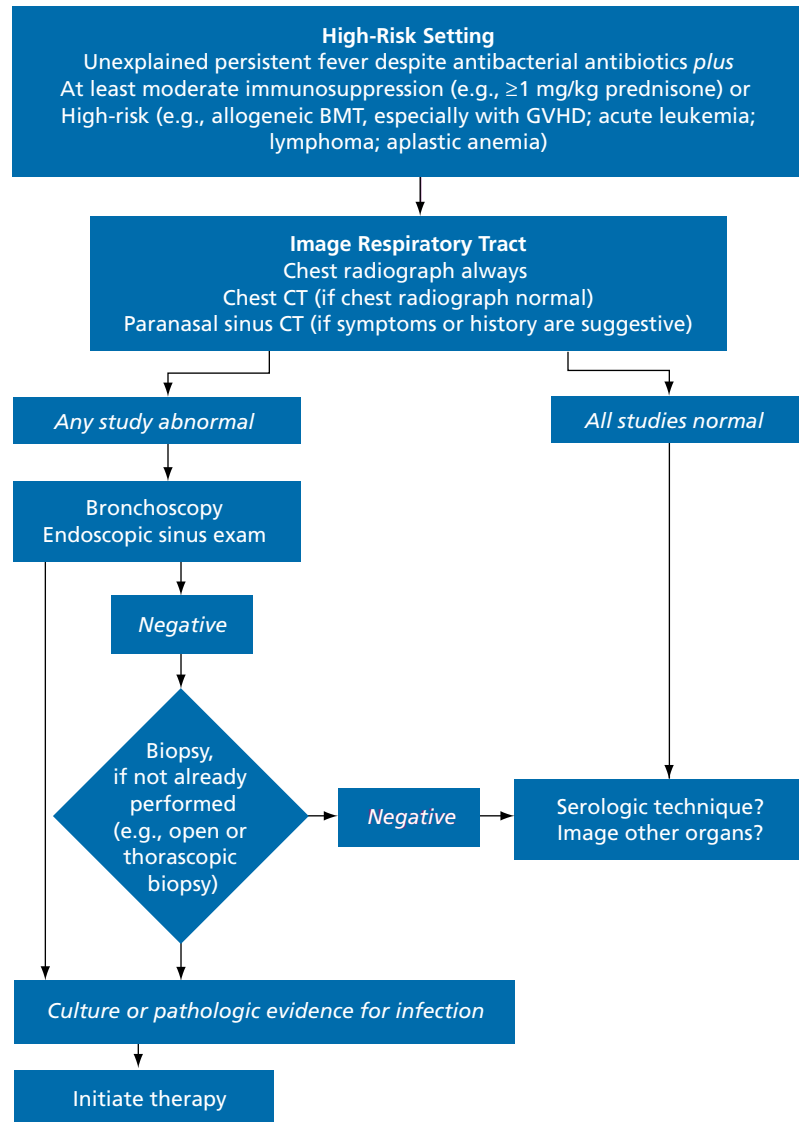 High-Risk Setting
Unexplained persistent fever despite antibacterial antibiotics plus
At least moderate immunosuppression (e.g., ≥1 mg/kg prednisone) or
High-risk (e.g., allogeneic BMT, especially with GVHD; acute leukemia;
lymphoma; aplastic anemia)
Image Respiratory Tract
Chest radiograph always
Chest CT (if chest radiograph normal)
Paranasal sinus CT (if symptoms or history are suggestive)
Any study abnormal
All studies normal
Bronchoscopy
Endoscopic sinus exam
Negative
Biopsy,
if not already
performed
(e.g., open or
thorascopic
biopsy)
Negative
Serologic technique?
Image other organs?
Culture or pathologic evidence for infection
Initiate therapy